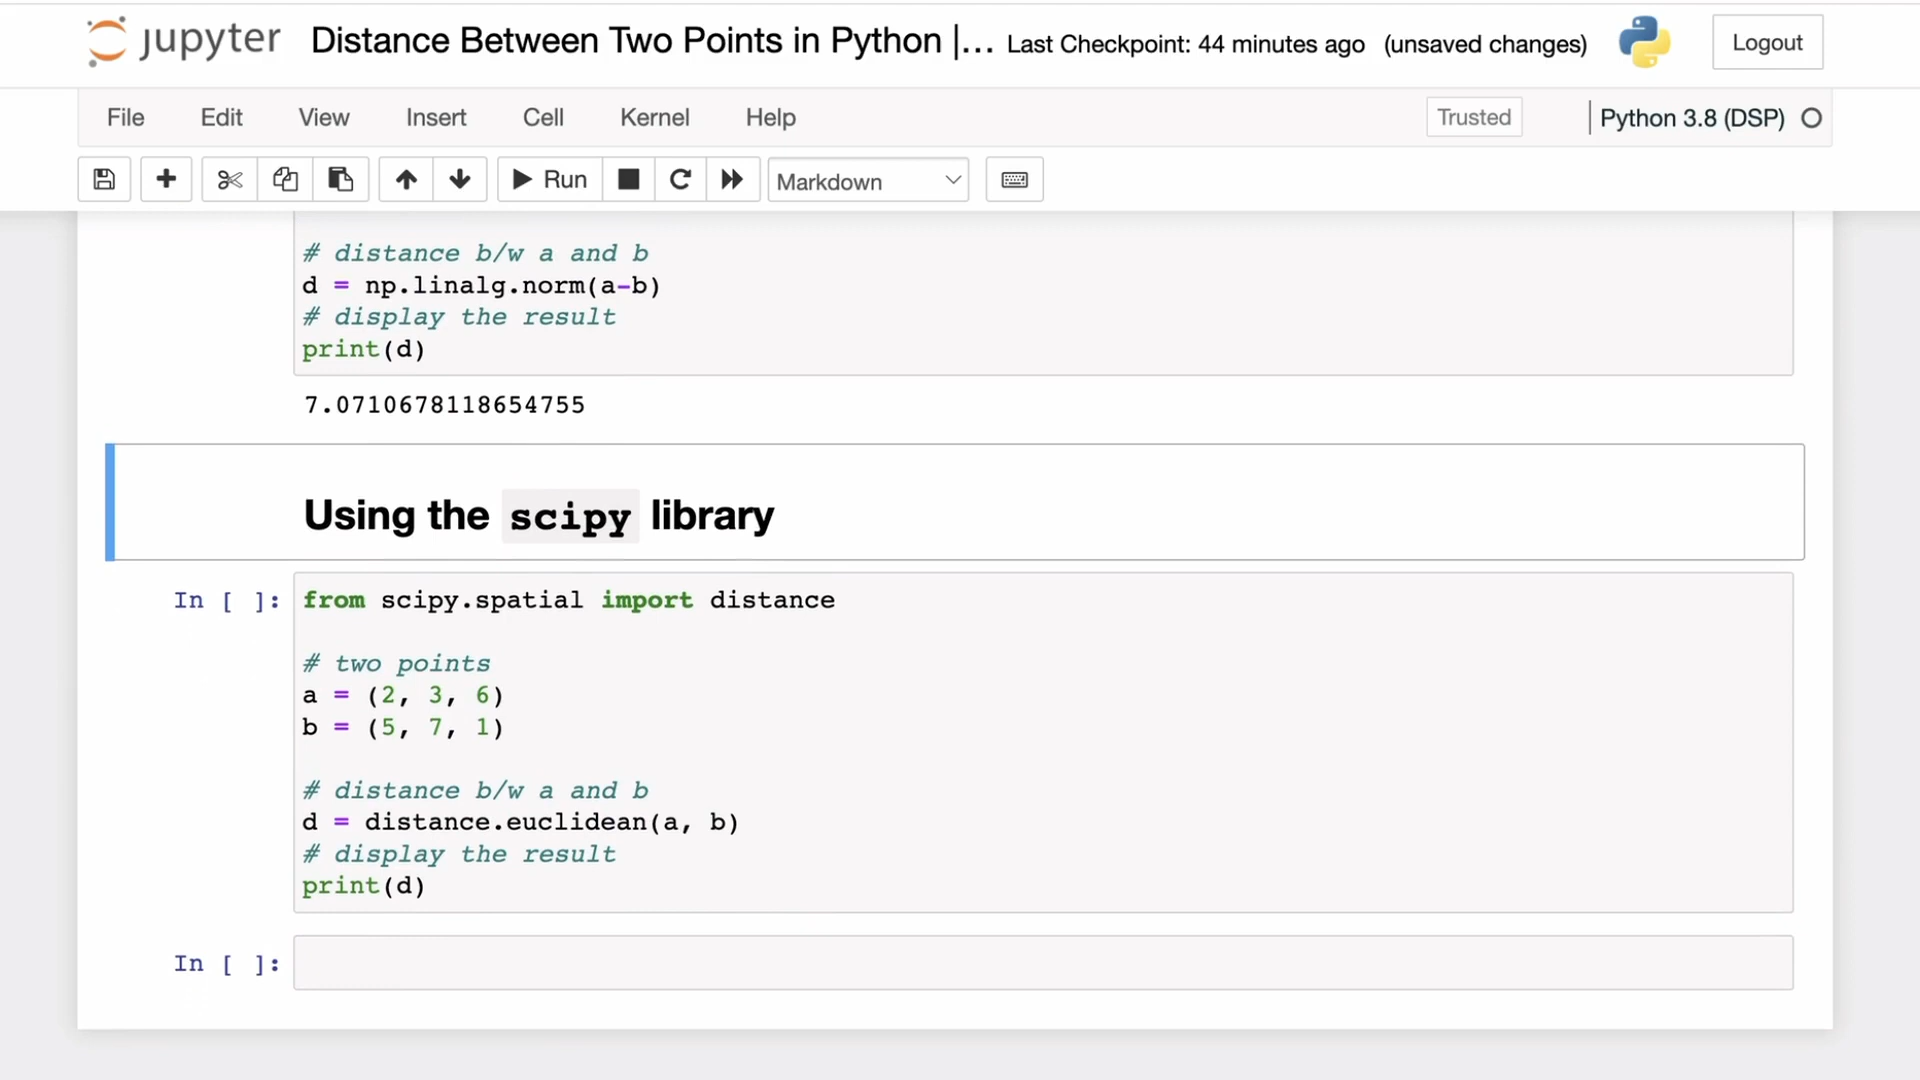 jupyter Distance Between Two Points in Python |... Last Checkpoint: 44 minutes ago (unsaved changes) Logout
File Edit View Insert Cell Kernel Help Trusted Python 3.8 (DSP)
Run Markdown
# distance b/w a and b
d = np.linalg.norm(a-b)
# display the result
print(d)
7.0710678118654755
Using the scipy library
In [ ]: from scipy.spatial import distance
# two points
a = (2, 3, 6)
b = (5, 7, 1)
# distance b/w a and b
d = distance.euclidean(a, b)
# display the result
print(d)
In [ ]: